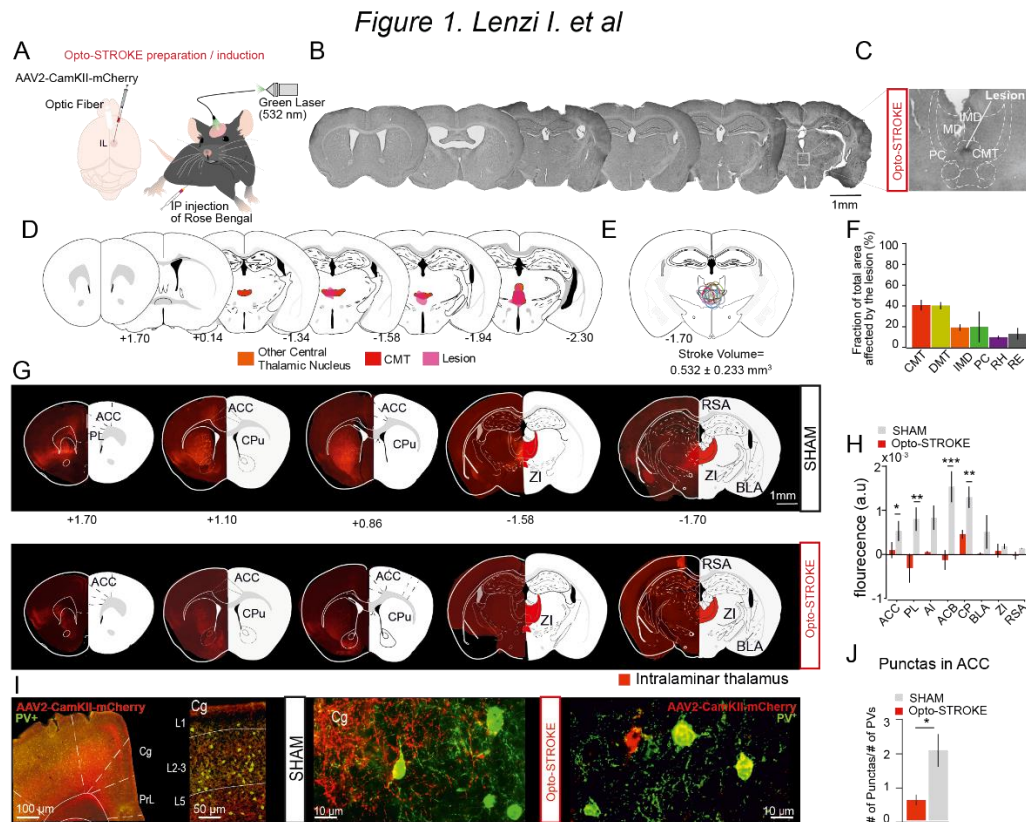 Figure 1. Lenzi I. et al
A
Opto-STROKE preparation / induction
AAV2-CamKII-mCherry
Optic Fiber
IL
Green Laser
(532 nm)
IP injection
of Rose Bengal
B
1mm
C
Opto-STROKE
Lesion
IMD
MD
PC
CMT
D
+1.70
+0.14
-1.34
-1.58
-1.94
-2.30
Other Central
Thalamic Nucleus
CMT
Lesion
E
-1.70
Stroke Volume=
0.532 ± 0.233 mm³
F
Fraction of total area
affected by the lesion (%)
100
80
60
40
20
0
CMT
DMT
IMD
PC
RH
RE
G
ACC
PL
ACC
CPu
ACC
CPu
ZI
RSA
ZI
BLA
1mm
SHAM
+1.70
+1.10
+0.86
-1.58
-1.70
ACC
ACC
CPu
ACC
CPu
ZI
RSA
ZI
BLA
Opto-STROKE
Intralaminar thalamus
H
SHAM
Opto-STROKE
x10⁻³
flourecence (a.u)
2
1
0
-1
*
**
***
**
ACC
PL
AI
ACB
CP
BLA
ZI
RSA
I
AAV2-CamKII-mCherry
PV+
Cg
PrL
100 µm
Cg
L1
L2-3
L5
50 µm
SHAM
Cg
10 µm
Opto-STROKE
AAV2-CamKII-mCherry
PV+
10 µm
J
Punctas in ACC
SHAM
Opto-STROKE
# of Punctas/ # of PVs
3
2
1
0
*